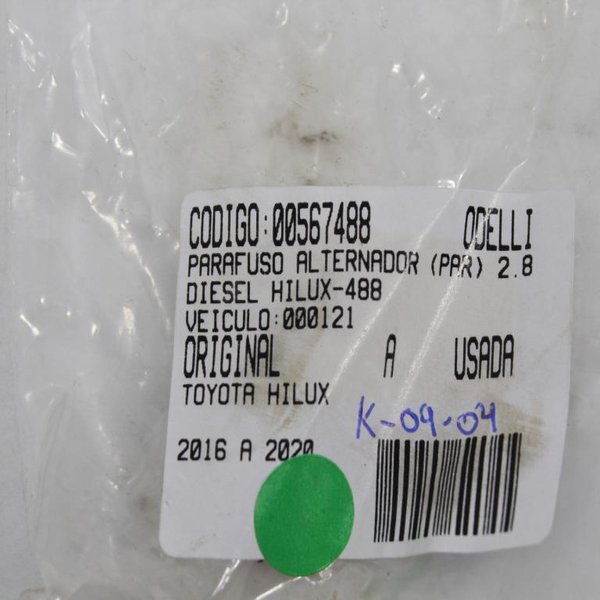 CODIGO:00567488 ODELLI
PARAFUSO ALTERNADOR (PAR) 2.8
DIESEL HILUX-488
VEICULO:000121
ORIGINAL A USADA
TOYOTA HILUX
K-09-04
2016 A 2020